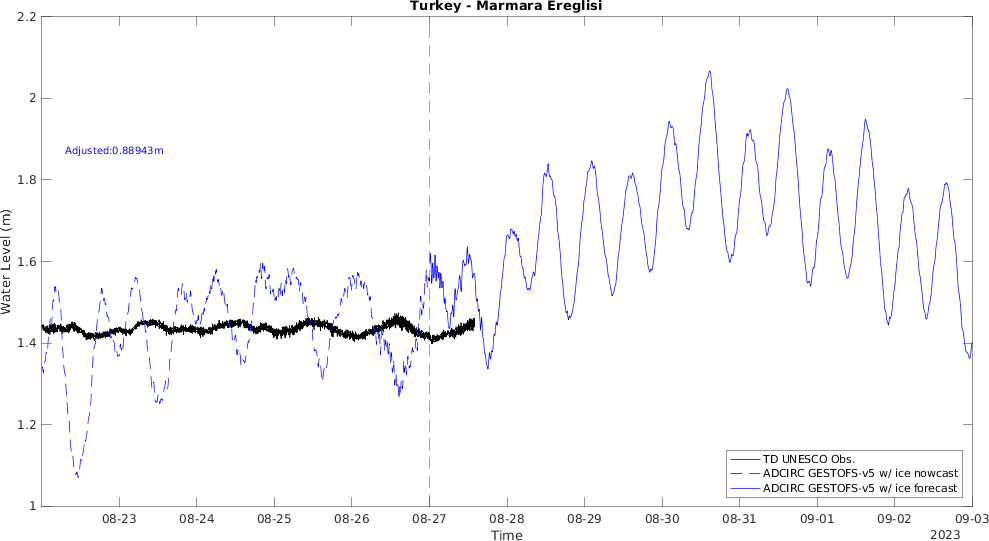 Turkey - Marmara Ereglisi
2.2
2
1.8
1.6
1.4
1.2
1
Water Level (m)
Adjusted:0.88943m
TD UNESCO Obs.
ADCIRC GESTOFS-v5 w/ ice nowcast
ADCIRC GESTOFS-v5 w/ ice forecast
08-23 08-24 08-25 08-26 08-27 08-28 08-29 08-30 08-31 09-01 09-02 09-03
Time
2023